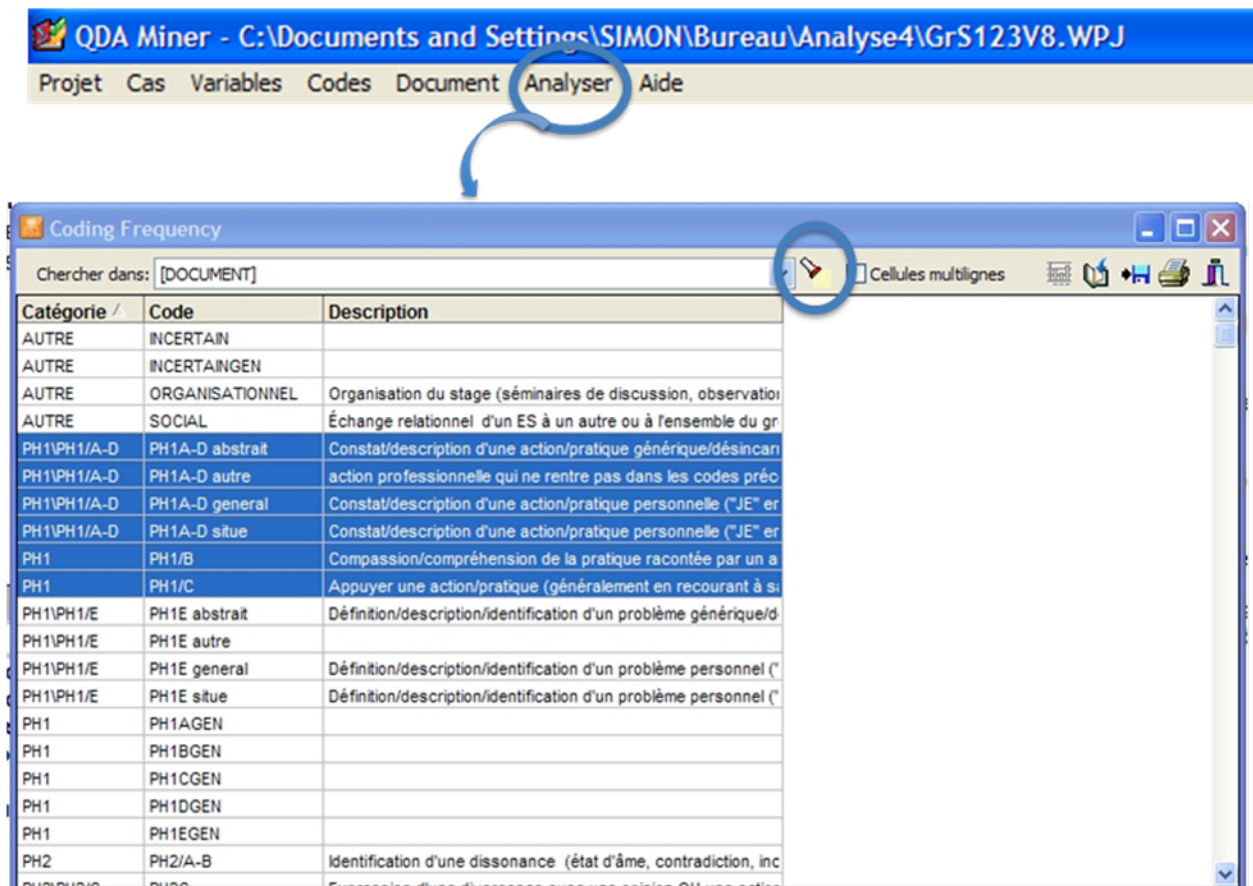 QDA Miner - C:\Documents and Settings\SIMON\Bureau\Analyse4\GrS123V8.WPJ
Projet Cas Variables Codes Document Analyser Aide
Coding Frequency
Chercher dans: [DOCUMENT] Cellules multilignes
Catégorie Code Description
AUTRE INCERTAIN
AUTRE INCERTAINGEN
AUTRE ORGANISATIONNEL Organisation du stage (séminaires de discussion, observation
AUTRE SOCIAL Échange relationnel d'un ES à un autre ou à l'ensemble du gr
PH1\PH1/A-D PH1A-D abstrait Constat/description d'une action/pratique générique/désincarn
PH1\PH1/A-D PH1A-D autre action professionnelle qui ne rentre pas dans les codes préc
PH1\PH1/A-D PH1A-D general Constat/description d'une action/pratique personnelle ("JE" er
PH1\PH1/A-D PH1A-D situe Constat/description d'une action/pratique personnelle ("JE" er
PH1 PH1/B Compassion/compréhension de la pratique racontée par un a
PH1 PH1/C Appuyer une action/pratique (généralement en recourant à sa
PH1\PH1/E PH1E abstrait Définition/description/identification d'un problème générique/d
PH1\PH1/E PH1E autre
PH1\PH1/E PH1E general Définition/description/identification d'un problème personnel ("
PH1\PH1/E PH1E situe Définition/description/identification d'un problème personnel ("
PH1 PH1AGEN
PH1 PH1BGEN
PH1 PH1CGEN
PH1 PH1DGEN
PH1 PH1EGEN
PH2 PH2/A-B Identification d'une dissonance (état d'âme, contradiction, inc